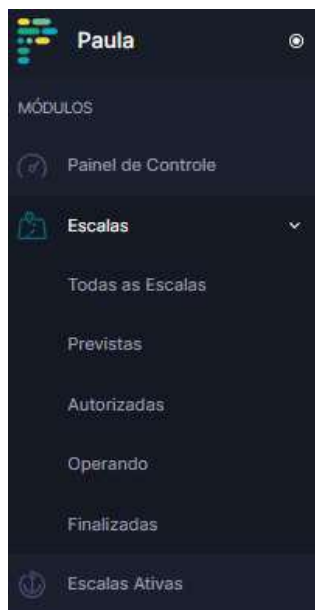 Paula
MÓDULOS
Painel de Controle
Escalas
Todas as Escalas
Previstas
Autorizadas
Operando
Finalizadas
Escalas Ativas